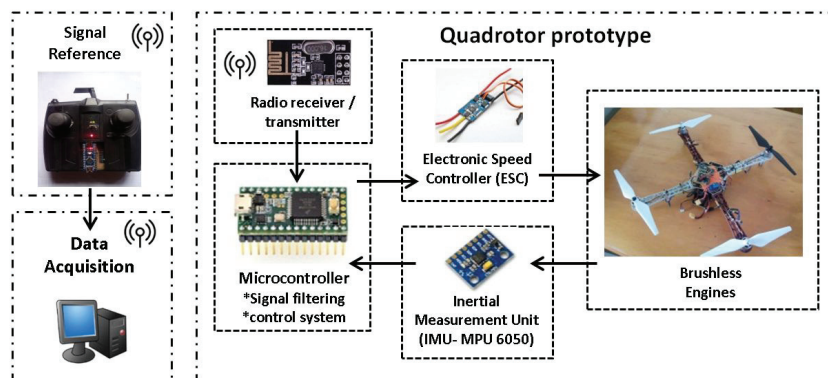 Signal
Reference
Data
Acquisition
Quadrotor prototype
Radio receiver /
transmitter
Microcontroller
*Signal filtering
*control system
Electronic Speed
Controller (ESC)
Inertial
Measurement Unit
(IMU- MPU 6050)
Brushless
Engines